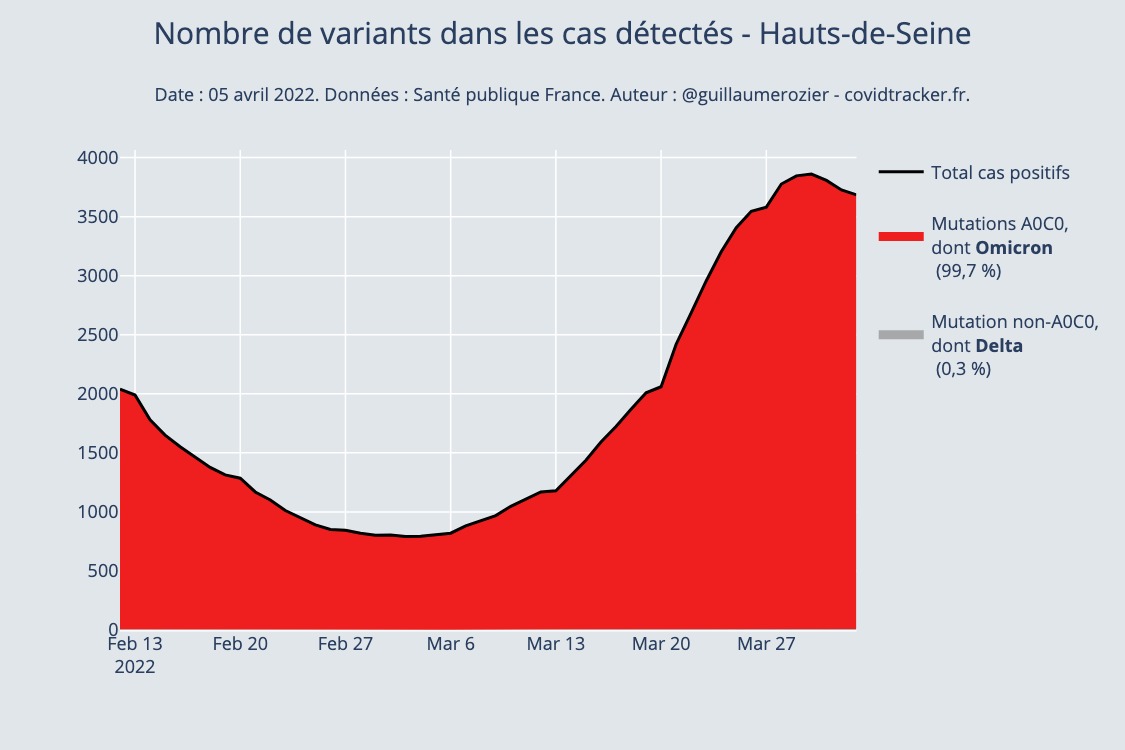 Nombre de variants dans les cas détectés - Hauts-de-Seine
Date : 05 avril 2022. Données : Santé publique France. Auteur : @guillaumerozier - covidtracker.fr.
4000
3500
3000
2500
2000
1500
1000
500
0
Feb 13
2022
Feb 20
Feb 27
Mar 6
Mar 13
Mar 20
Mar 27
Total cas positifs
Mutations A0C0,
dont Omicron
(99,7 %)
Mutation non-A0C0,
dont Delta
(0,3 %)